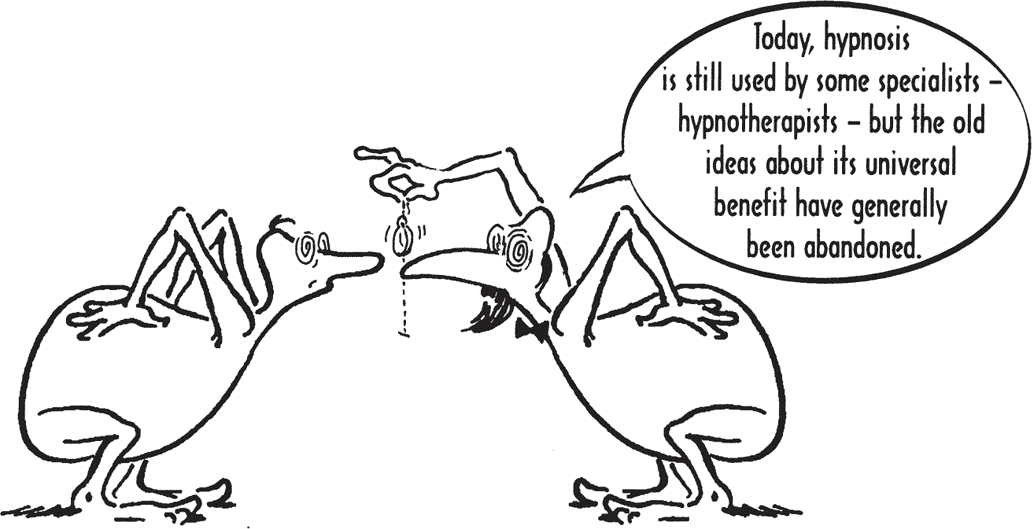 Today, hypnosis
is still used by some specialists –
hypnotherapists – but the old
ideas about its universal
benefit have generally
been abandoned.